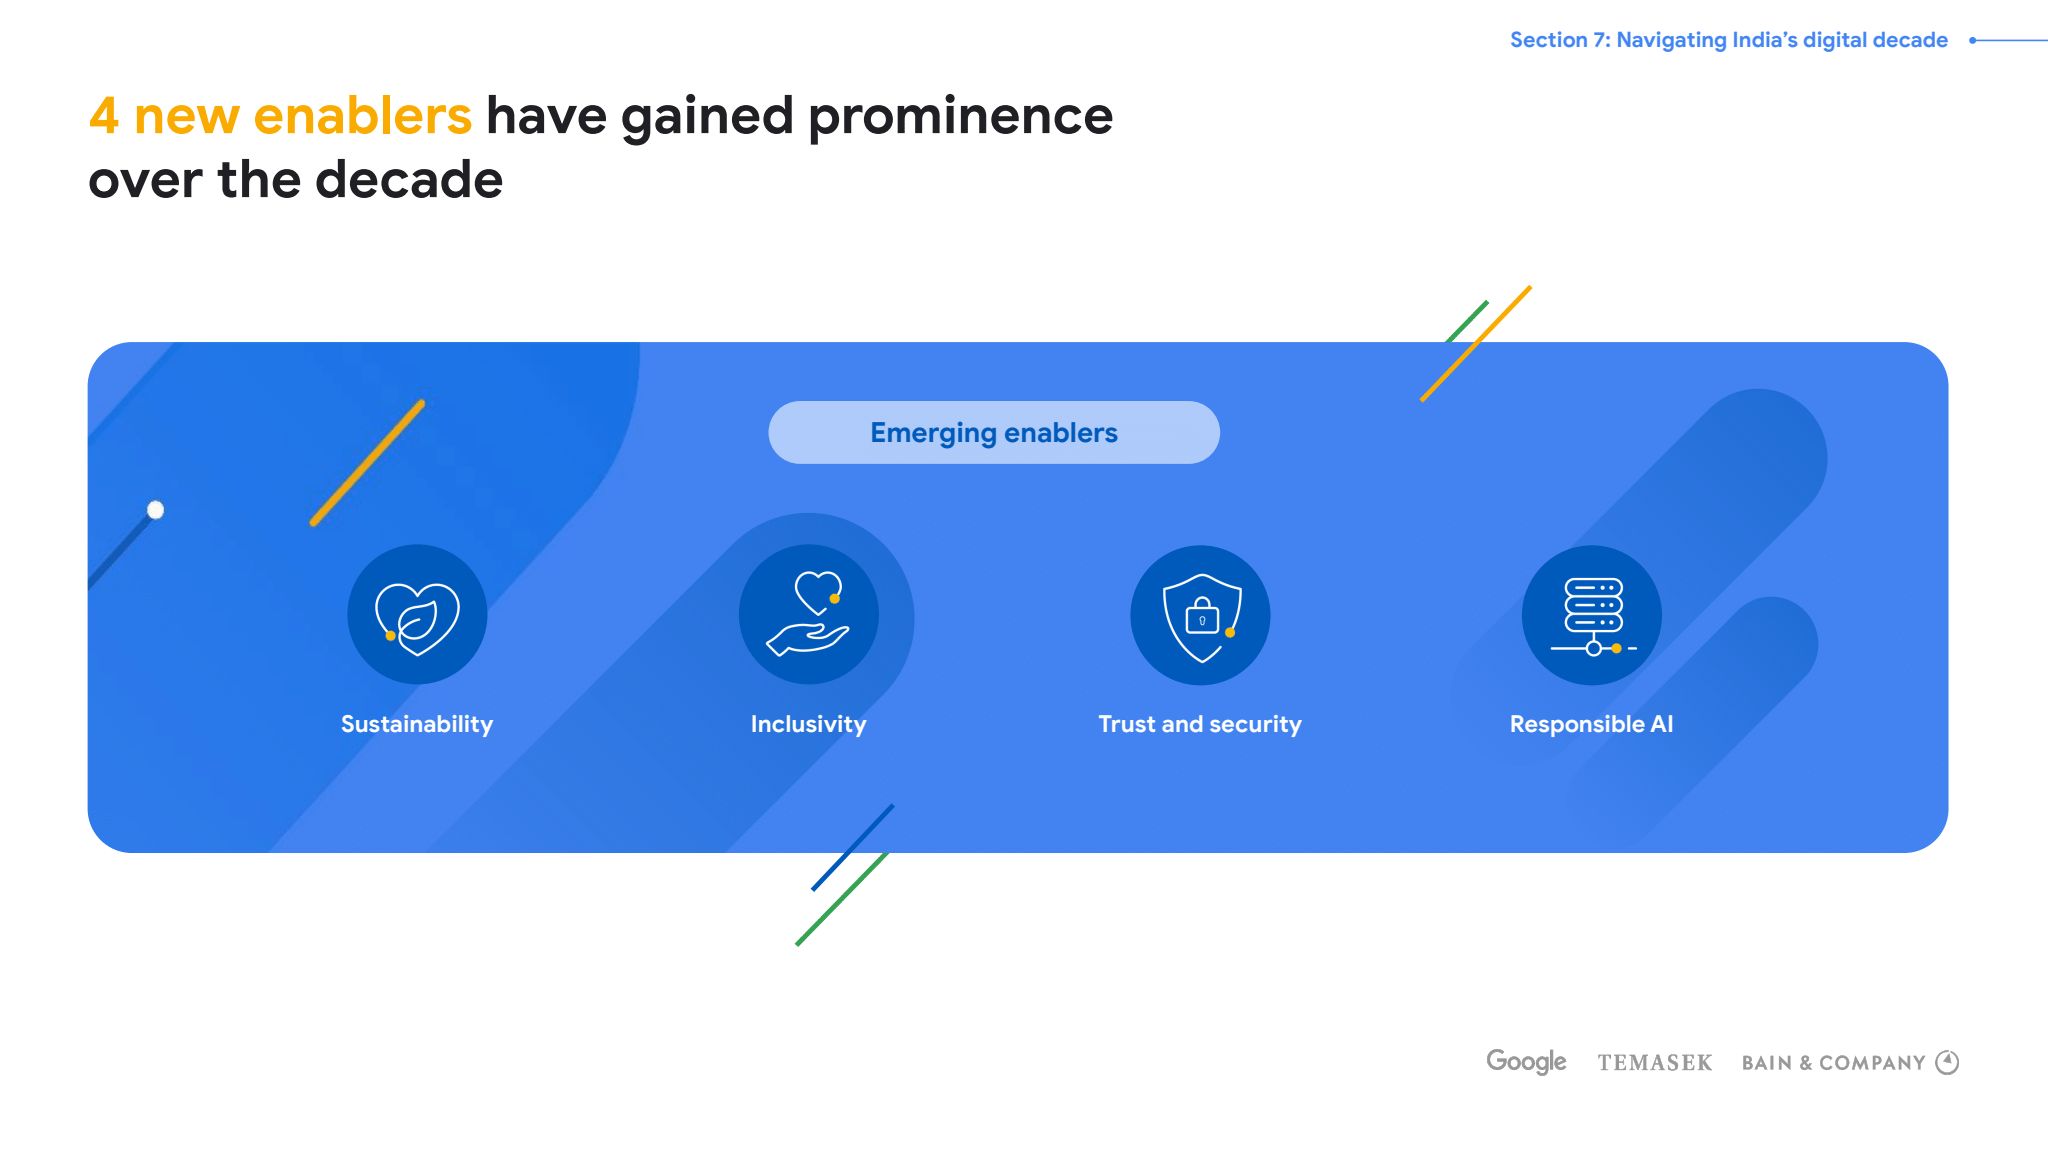 Section 7: Navigating India’s digital decade
4 new enablers have gained prominence
over the decade
Emerging enablers
Sustainability
Inclusivity
Trust and security
Responsible AI
Google
TEMASEK
BAIN & COMPANY